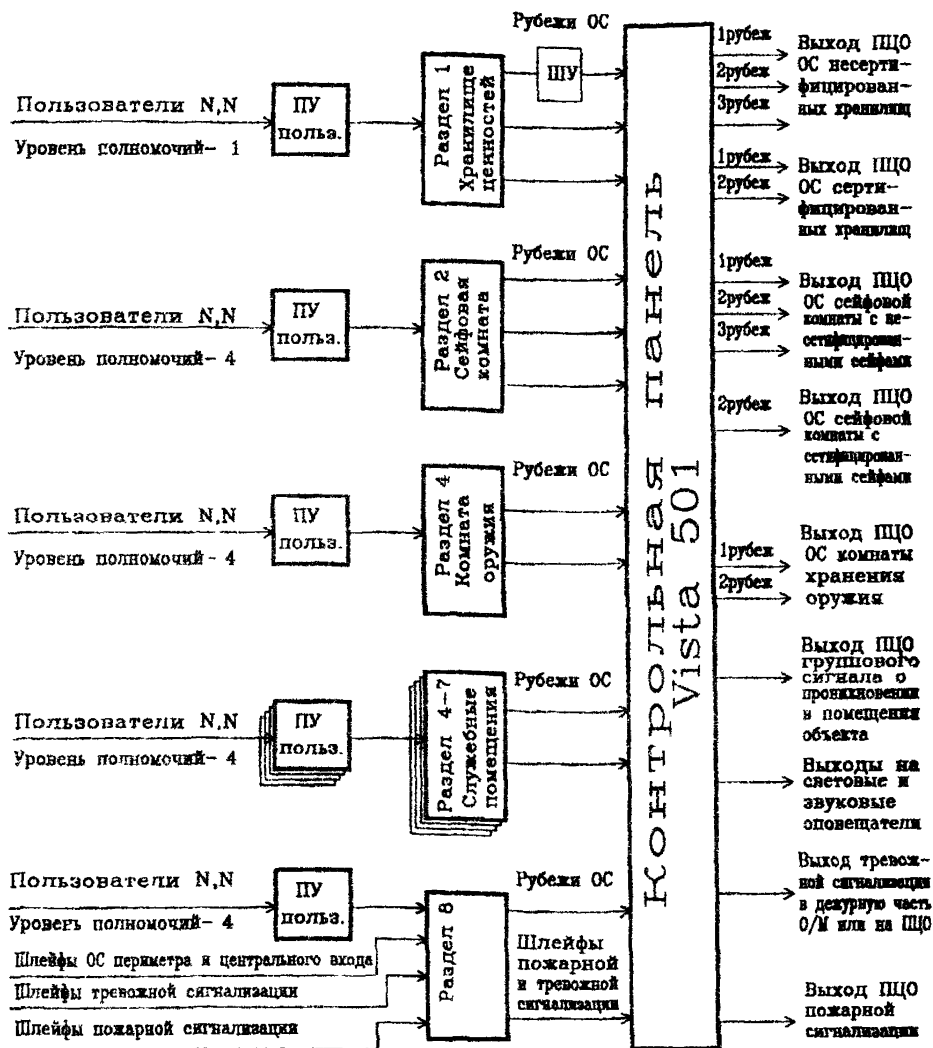 Рубежи ОС
Пользователи N,N
Уровень полномочий- 1
ПУ
польз.
Раздел 1
Хранилище
ценностей
ШУ
1рубеж
2рубеж
3рубеж
Выход ПЦО
ОС несерти-
фицирован-
ных хранилищ
1рубеж
2рубеж
Выход ПЦО
ОС серти-
фицирован-
ных хранилищ
Пользователи N,N
Уровень полномочий- 4
ПУ
польз.
Раздел 2
Сейфовая
комната
Рубежи ОС
1рубеж
2рубеж
3рубеж
Выход ПЦО
ОС сейфовой
комнаты с не-
сетифицирован-
ными сейфами
2рубеж
Выход ПЦО
ОС сейфовой
комнаты с
сетифицирован-
ными сейфами
Пользователи N,N
Уровень полномочий- 4
ПУ
польз.
Раздел 4
Комната
оружия
Рубежи ОС
Контрольная панель
Vista 501
1рубеж
2рубеж
Выход ПЦО
ОС комнаты
хранения
оружия
Пользователи N,N
Уровень полномочий- 4
ПУ
польз.
Раздел 4-7
Служебные
помещения
Рубежи ОС
Выход ПЦО
группового
сигнала о
проникновении
в помещения
объекта
Выходы на
световые и
звуковые
оповещатели
Пользователи N,N
Уровень полномочий- 4
ПУ
польз.
Шлейфы ОС периметра и центрального входа
Шлейфы тревожной сигнализации
Шлейфы пожарной сигнализации
Раздел 8
Рубежи ОС
Шлейфы
пожарной
и тревожной
сигнализации
Выход тревож-
ной сигнализации
в дежурную часть
О/М или на ПЦО
Выход ПЦО
пожарной
сигнализации